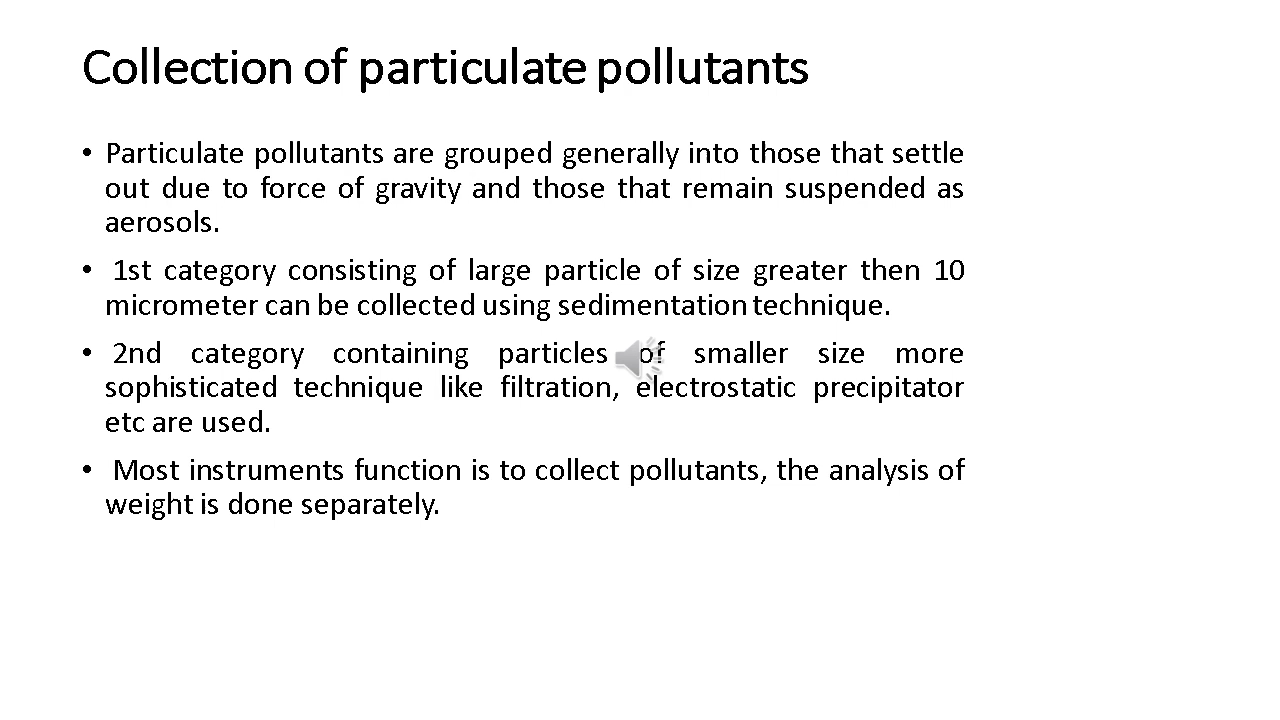 Collection of particulate pollutants
• Particulate pollutants are grouped generally into those that settle
out due to force of gravity and those that remain suspended as
aerosols.
• 1st category consisting of large particle of size greater then 10
micrometer can be collected using sedimentation technique.
• 2nd category containing particles of smaller size more
sophisticated technique like filtration, electrostatic precipitator
etc are used.
• Most instruments function is to collect pollutants, the analysis of
weight is done separately.